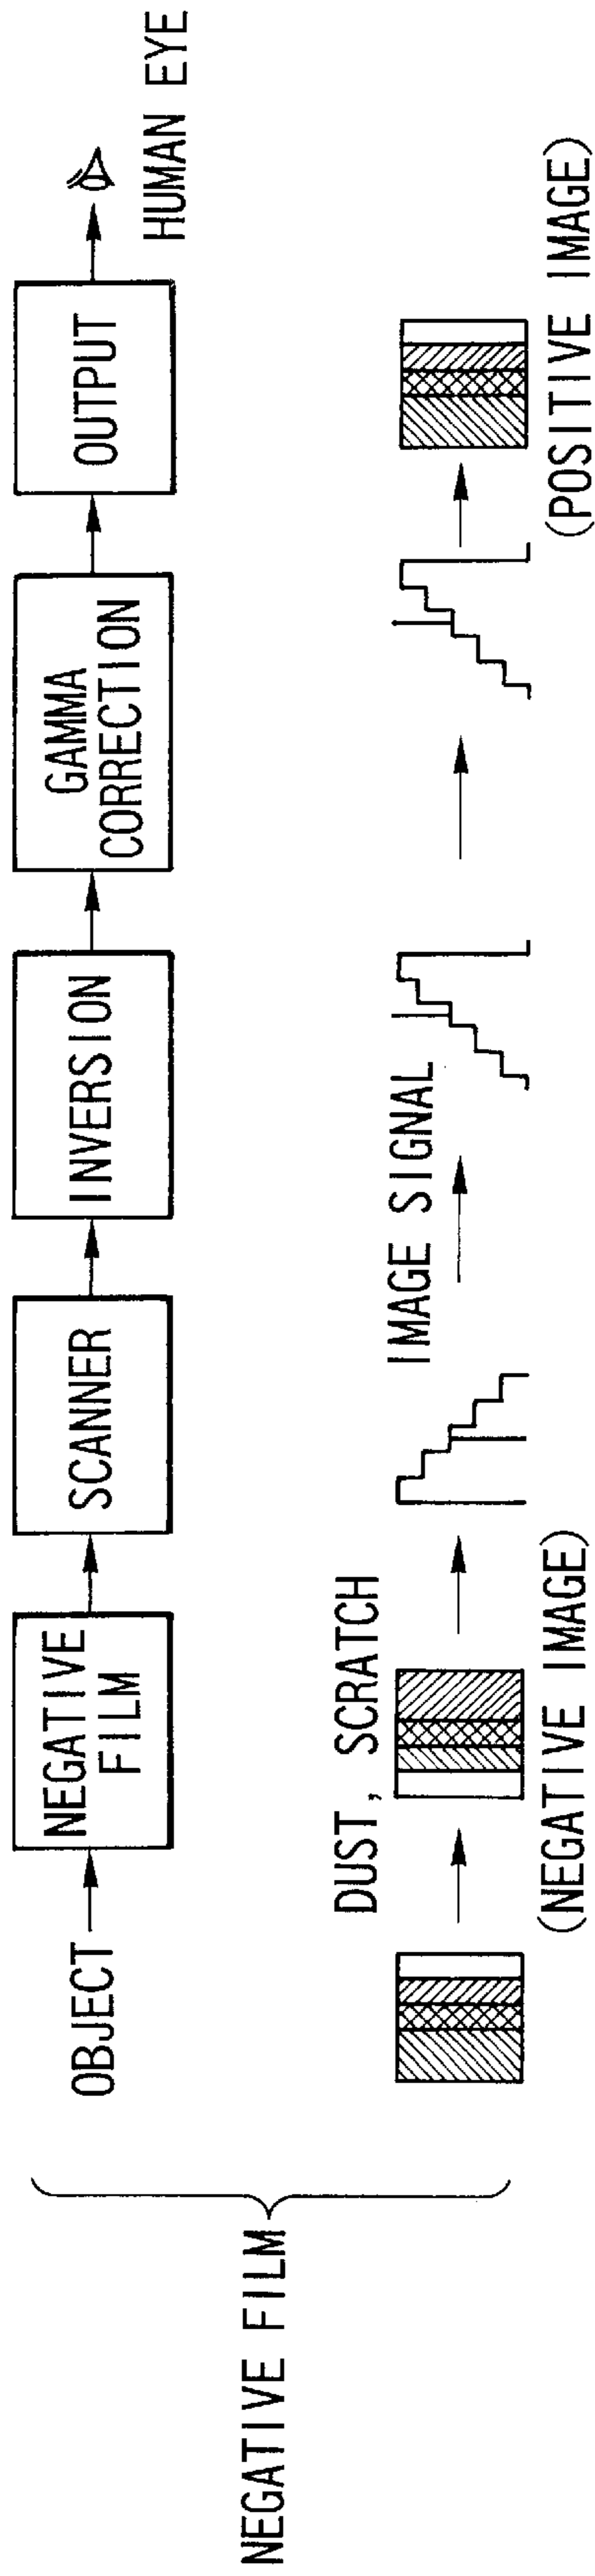 NEGATIVE FILM
OBJECT
NEGATIVE
FILM
SCANNER
INVERSION
GAMMA
CORRECTION
OUTPUT
HUMAN EYE
DUST, SCRATCH
(NEGATIVE IMAGE)
IMAGE SIGNAL
(POSITIVE IMAGE)